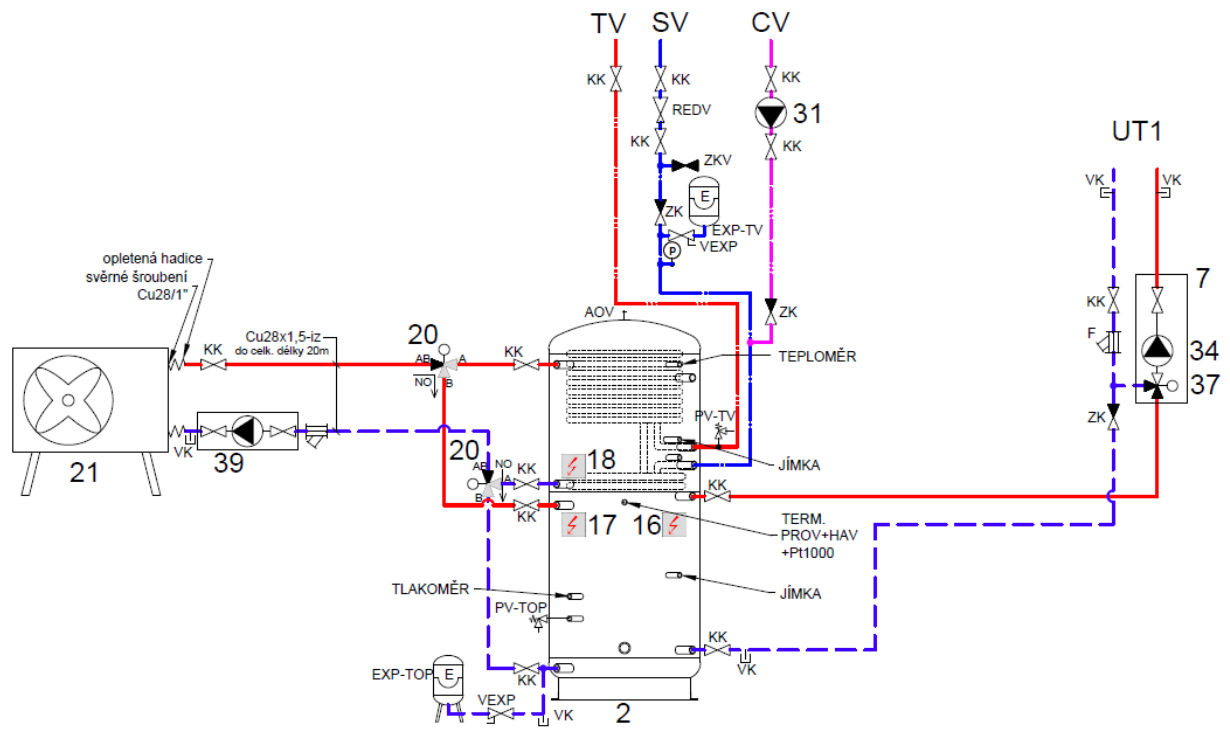 TV
SV
CV
KK
KK
KK
REDV
31
KK
KK
UT1
ZKV
VK
VK
E
ZK
EXP-TV
VEXP
P
opletená hadice
svěrné šroubení
Cu28/1"
7
KK
AOV
ZK
Cu28x1,5-iz
do celk. délky 20m
20
F
34
KK
AB
A
KK
TEPLOMĚR
NO
B
37
PV-TV
ZK
VK
21
39
20
AB
NO
KK
A
18
JÍMKA
KK
B
KK
17
16
TERM.
PROV+HAV
+Pt1000
TLAKOMĚR
JÍMKA
PV-TOP
KK
VK
EXP-TOP
E
KK
VEXP
VK
2